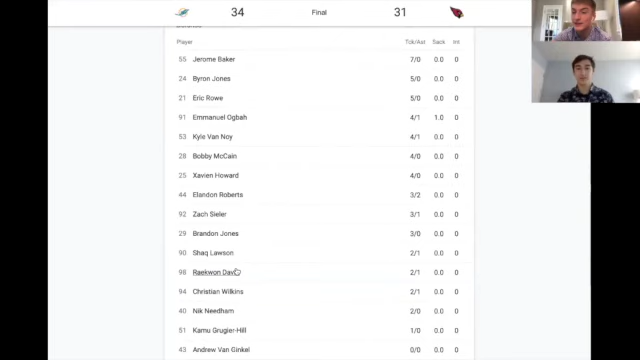 34 Final 31
Player Tck/Ast Sack Int
55 Jerome Baker 7/0 0.0 0
24 Byron Jones 5/0 0.0 0
21 Eric Rowe 5/0 0.0 0
91 Emmanuel Ogbah 4/1 1.0 0
53 Kyle Van Noy 4/1 0.0 0
28 Bobby McCain 4/0 0.0 0
25 Xavien Howard 4/0 0.0 0
44 Elandon Roberts 3/2 0.0 0
92 Zach Sieler 3/1 0.0 0
29 Brandon Jones 3/0 0.0 0
90 Shaq Lawson 2/1 0.0 0
98 Raekwon 2/1 0.0 0
94 Christian Wilkins 2/1 0.0 0
40 Nik Needham 2/0 0.0 0
51 Kamu Grugier-Hill 1/0 0.0 0
43 Andrew Van Ginkel 0/0 0.0 0